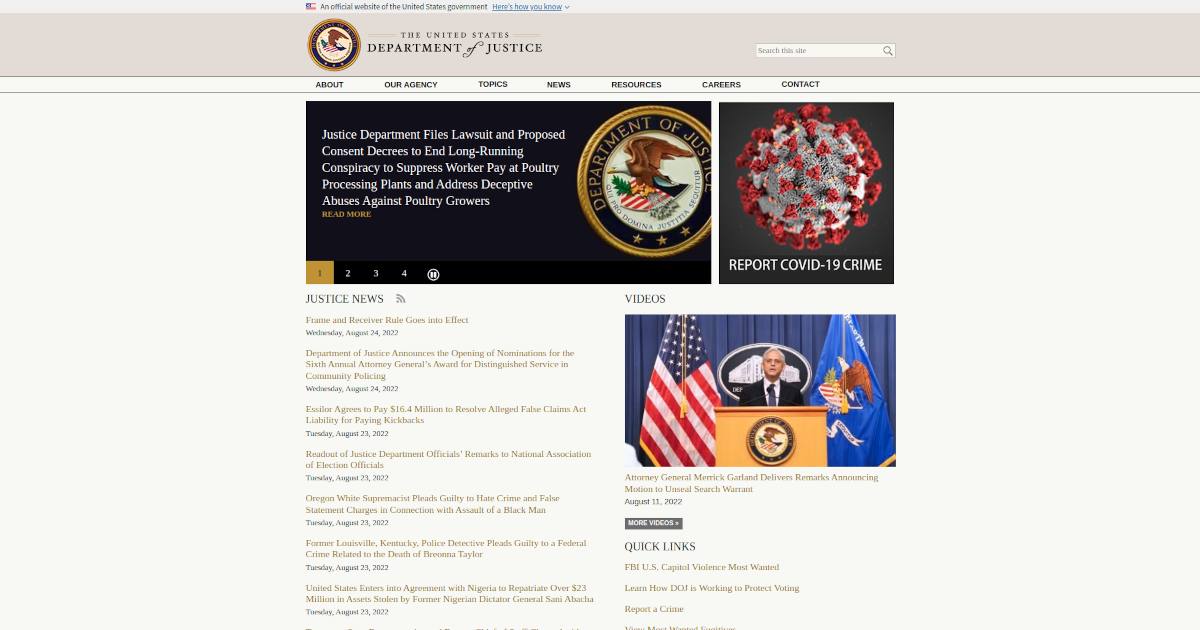 An official website of the United States government Here's how you know
THE UNITED STATES
DEPARTMENT of JUSTICE
Search this site
ABOUT OUR AGENCY TOPICS NEWS RESOURCES CAREERS CONTACT
Justice Department Files Lawsuit and Proposed
Consent Decrees to End Long-Running
Conspiracy to Suppress Worker Pay at Poultry
Processing Plants and Address Deceptive
Abuses Against Poultry Growers
READ MORE
DEPARTMENT OF JUSTICE
QUI PRO DOMINA JUSTITIA SEQUITUR
1 2 3 4
REPORT COVID-19 CRIME
JUSTICE NEWS
Frame and Receiver Rule Goes into Effect
Wednesday, August 24, 2022
Department of Justice Announces the Opening of Nominations for the
Sixth Annual Attorney General’s Award for Distinguished Service in
Community Policing
Wednesday, August 24, 2022
Essilor Agrees to Pay $16.4 Million to Resolve Alleged False Claims Act
Liability for Paying Kickbacks
Tuesday, August 23, 2022
Readout of Justice Department Officials’ Remarks to National Association
of Election Officials
Tuesday, August 23, 2022
Oregon White Supremacist Pleads Guilty to Hate Crime and False
Statement Charges in Connection with Assault of a Black Man
Tuesday, August 23, 2022
Former Louisville, Kentucky, Police Detective Pleads Guilty to a Federal
Crime Related to the Death of Breonna Taylor
Tuesday, August 23, 2022
United States Enters into Agreement with Nigeria to Repatriate Over $23
Million in Assets Stolen by Former Nigerian Dictator General Sani Abacha
Tuesday, August 23, 2022
VIDEOS
Attorney General Merrick Garland Delivers Remarks Announcing
Motion to Unseal Search Warrant
August 11, 2022
MORE VIDEOS »
QUICK LINKS
FBI U.S. Capitol Violence Most Wanted
Learn How DOJ is Working to Protect Voting
Report a Crime
View Most Wanted Fugitives